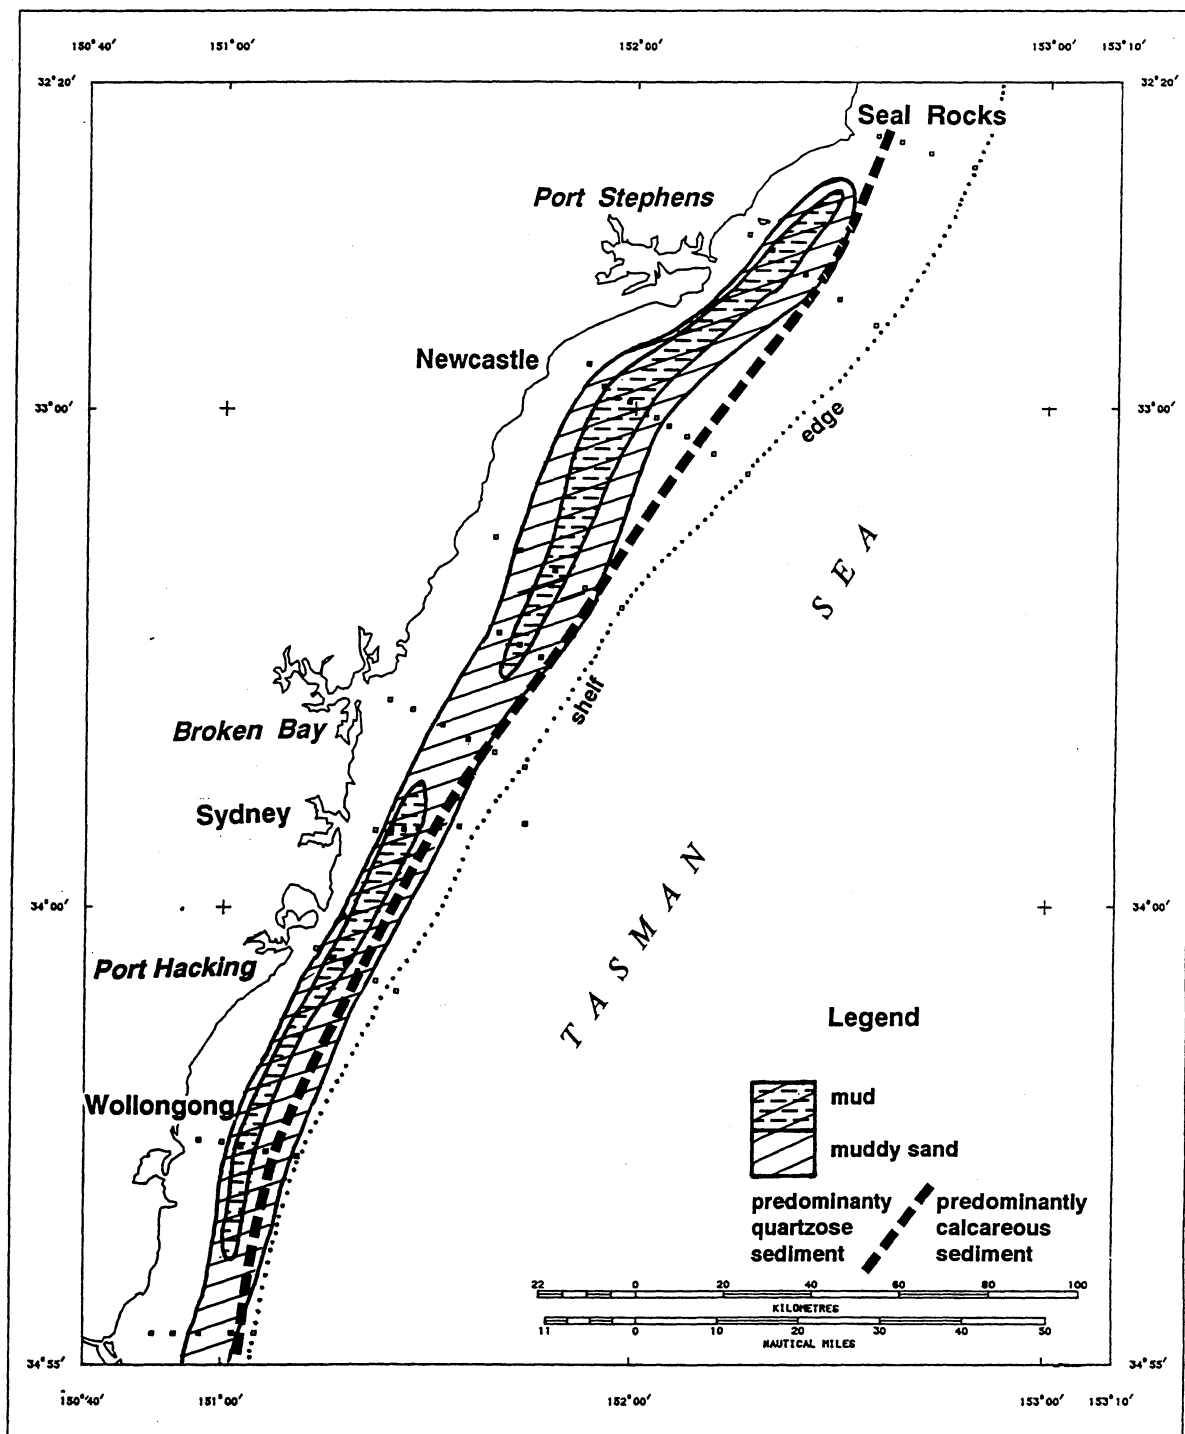 150°40′ 151°00′ 152°00′ 153°00′ 153°10′
32°20′ 32°20′
Seal Rocks
Port Stephens
Newcastle
33°00′ 33°00′
edge
SEA
shelf
Broken Bay
Sydney
TASMAN
34°00′ 34°00′
Port Hacking
Legend
Wollongong
mud
muddy sand
predominanty
quartzose
sediment
predominantly
calcareous
sediment
22 0 20 40 60 80 100
KILOMETRES
11 0 10 20 30 40 50
NAUTICAL MILES
34°55′ 34°55′
150°40′ 151°00′ 152°00′ 153°00′ 153°10′